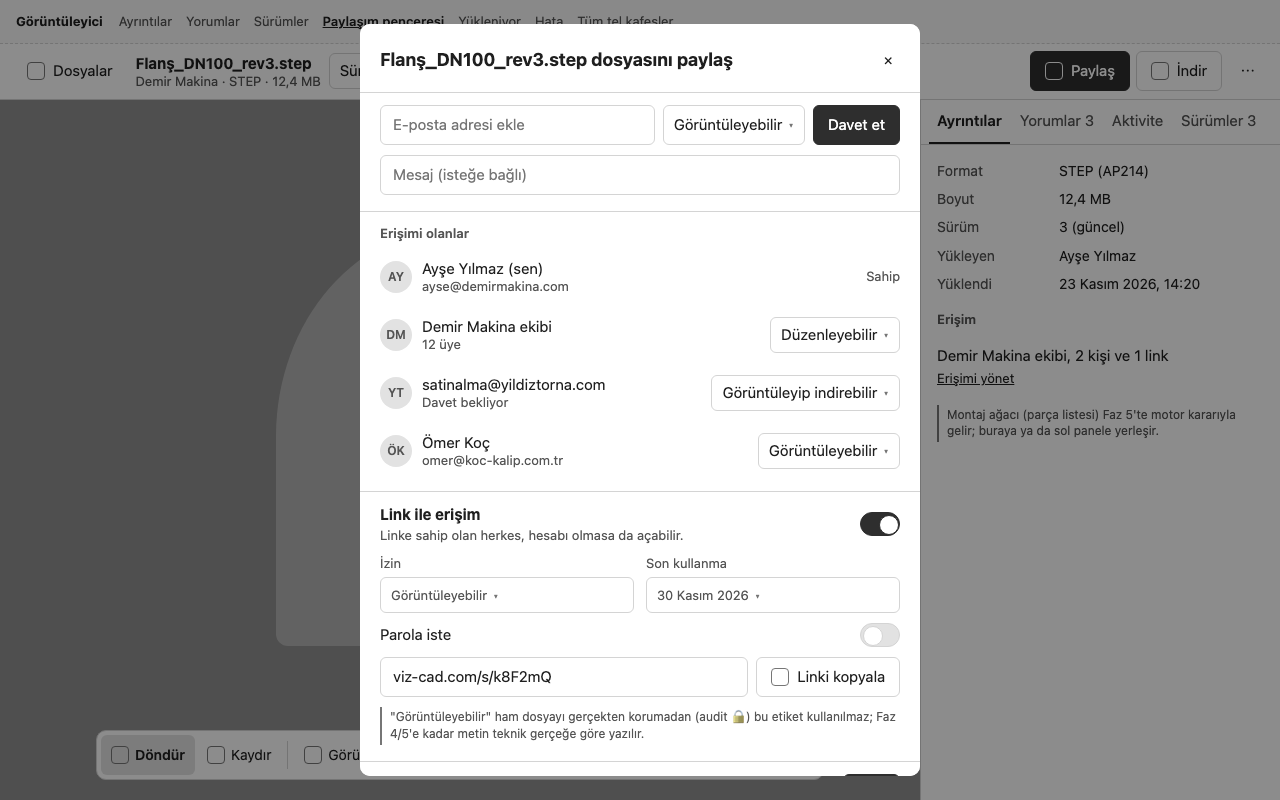 Görüntüleyici Ayrıntılar Yorumlar Sürümler Paylaşım penceresi Yükleniyor Hata Tüm tel kafesler
Dosyalar
Flanş_DN100_rev3.step
Demir Makina · STEP · 12,4 MB
Paylaş
İndir
···
Flanş_DN100_rev3.step dosyasını paylaş
×
E-posta adresi ekle
Görüntüleyebilir
Davet et
Mesaj (isteğe bağlı)
Erişimi olanlar
AY
Ayşe Yılmaz (sen)
ayse@demirmakina.com
Sahip
DM
Demir Makina ekibi
12 üye
Düzenleyebilir
YT
satinalma@yildiztorna.com
Davet bekliyor
Görüntüleyip indirebilir
ÖK
Ömer Koç
omer@koc-kalip.com.tr
Görüntüleyebilir
Link ile erişim
Linke sahip olan herkes, hesabı olmasa da açabilir.
İzin
Son kullanma
Görüntüleyebilir
30 Kasım 2026
Parola iste
viz-cad.com/s/k8F2mQ
Linki kopyala
"Görüntüleyebilir" ham dosyayı gerçekten korumadan (audit 🔒) bu etiket kullanılmaz; Faz
4/5'e kadar metin teknik gerçeğe göre yazılır.
Ayrıntılar Yorumlar 3 Aktivite Sürümler 3
Format STEP (AP214)
Boyut 12,4 MB
Sürüm 3 (güncel)
Yükleyen Ayşe Yılmaz
Yüklendi 23 Kasım 2026, 14:20
Erişim
Demir Makina ekibi, 2 kişi ve 1 link
Erişimi yönet
Montaj ağacı (parça listesi) Faz 5'te motor kararıyla
gelir; buraya ya da sol panele yerleşir.
Döndür
Kaydır